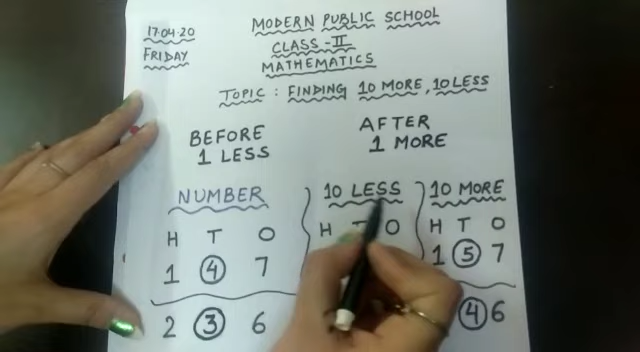 17.04.20
FRIDAY
MODERN PUBLIC SCHOOL
CLASS-II
MATHEMATICS
TOPIC : FINDING 10 MORE, 10 LESS
BEFORE
1 LESS
AFTER
1 MORE
NUMBER 10 LESS 10 MORE
H T O H T O H T O
1 4 7 1 5 7
2 3 6 4 6